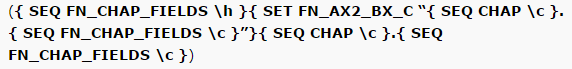 ({ SEQ FN_CHAP_FIELDS \h }{ SET FN_AX2_BX_C “{ SEQ CHAP \c }.
{ SEQ FN_CHAP_FIELDS \c }”}{ SEQ CHAP \c }.{ SEQ
FN_CHAP_FIELDS \c })